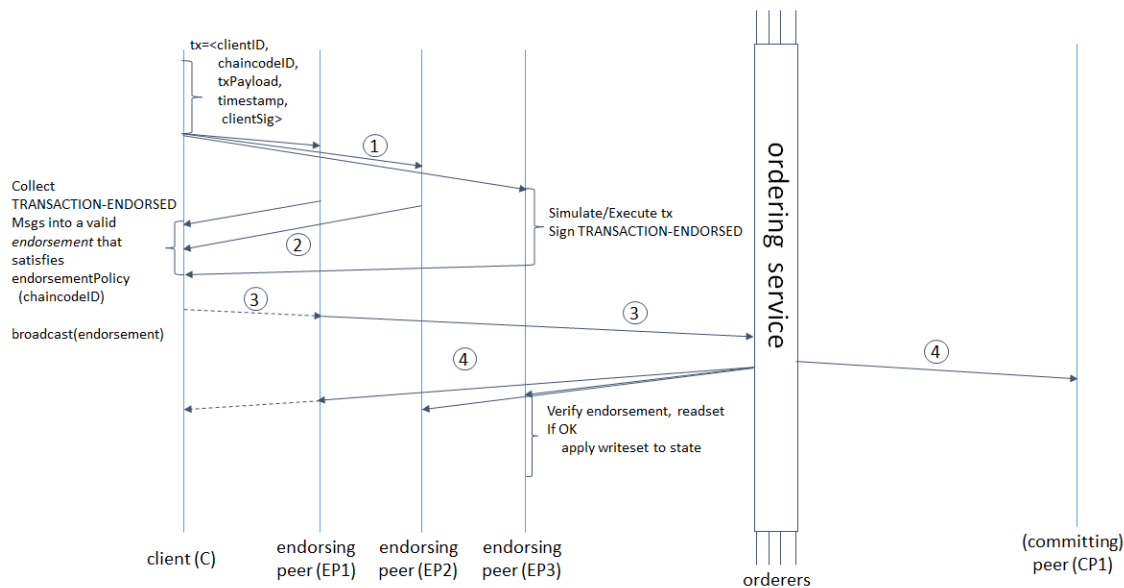 tx=<clientID,
chaincodeID,
txPayload,
timestamp,
clientSig>
1
Collect
TRANSACTION-ENDORSED
Msgs into a valid
endorsement that
satisfies
endorsementPolicy
(chaincodeID)
Simulate/Execute tx
Sign TRANSACTION-ENDORSED
2
3
3
broadcast(endorsement)
4
4
Verify endorsement, readset
If OK
apply writeset to state
ordering service
client (C)
endorsing
peer (EP1)
endorsing
peer (EP2)
endorsing
peer (EP3)
orderers
(committing)
peer (CP1)